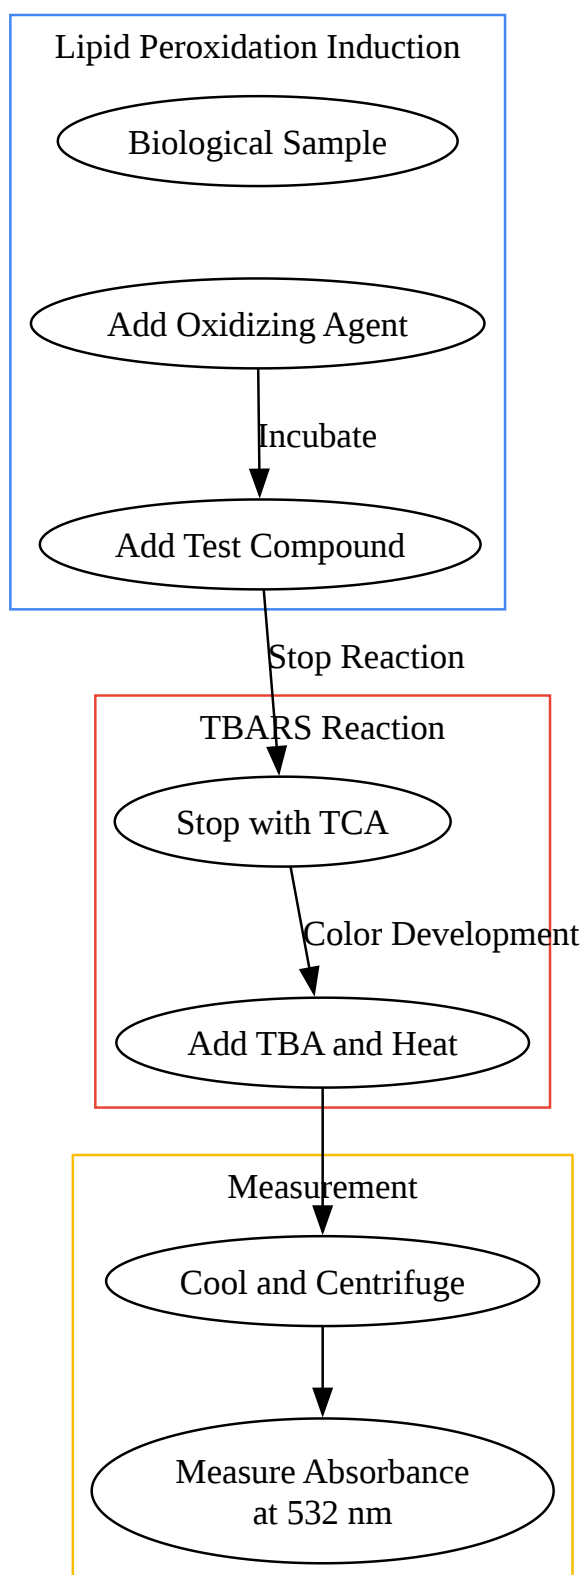 Lipid Peroxidation Induction
Biological Sample
Add Oxidizing Agent
Incubate
Add Test Compound
Stop Reaction
TBARS Reaction
Stop with TCA
Color Development
Add TBA and Heat
Measurement
Cool and Centrifuge
Measure Absorbance
at 532 nm